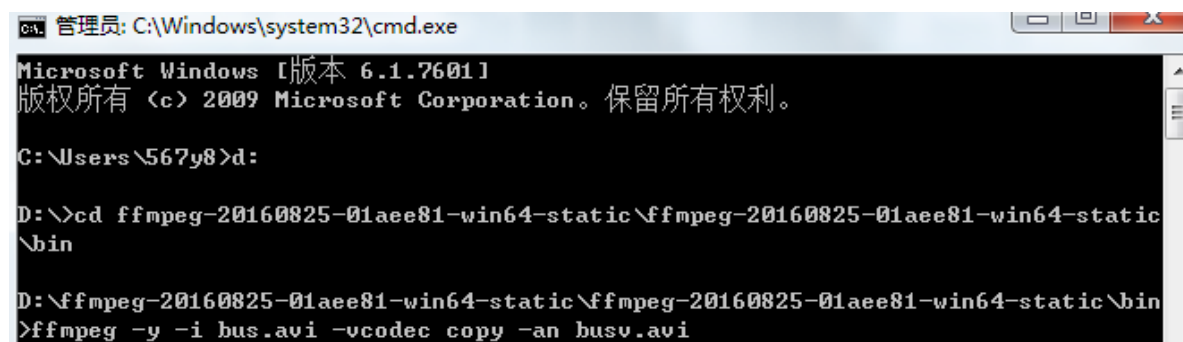 管理员: C:\Windows\system32\cmd.exe
Microsoft Windows [版本 6.1.7601]
版权所有 (c) 2009 Microsoft Corporation。保留所有权利。
C:\Users\567y8>d:
D:\>cd ffmpeg-20160825-01aee81-win64-static\ffmpeg-20160825-01aee81-win64-static
\bin
D:\ffmpeg-20160825-01aee81-win64-static\ffmpeg-20160825-01aee81-win64-static\bin
>ffmpeg -y -i bus.avi -vcodec copy -an busv.avi